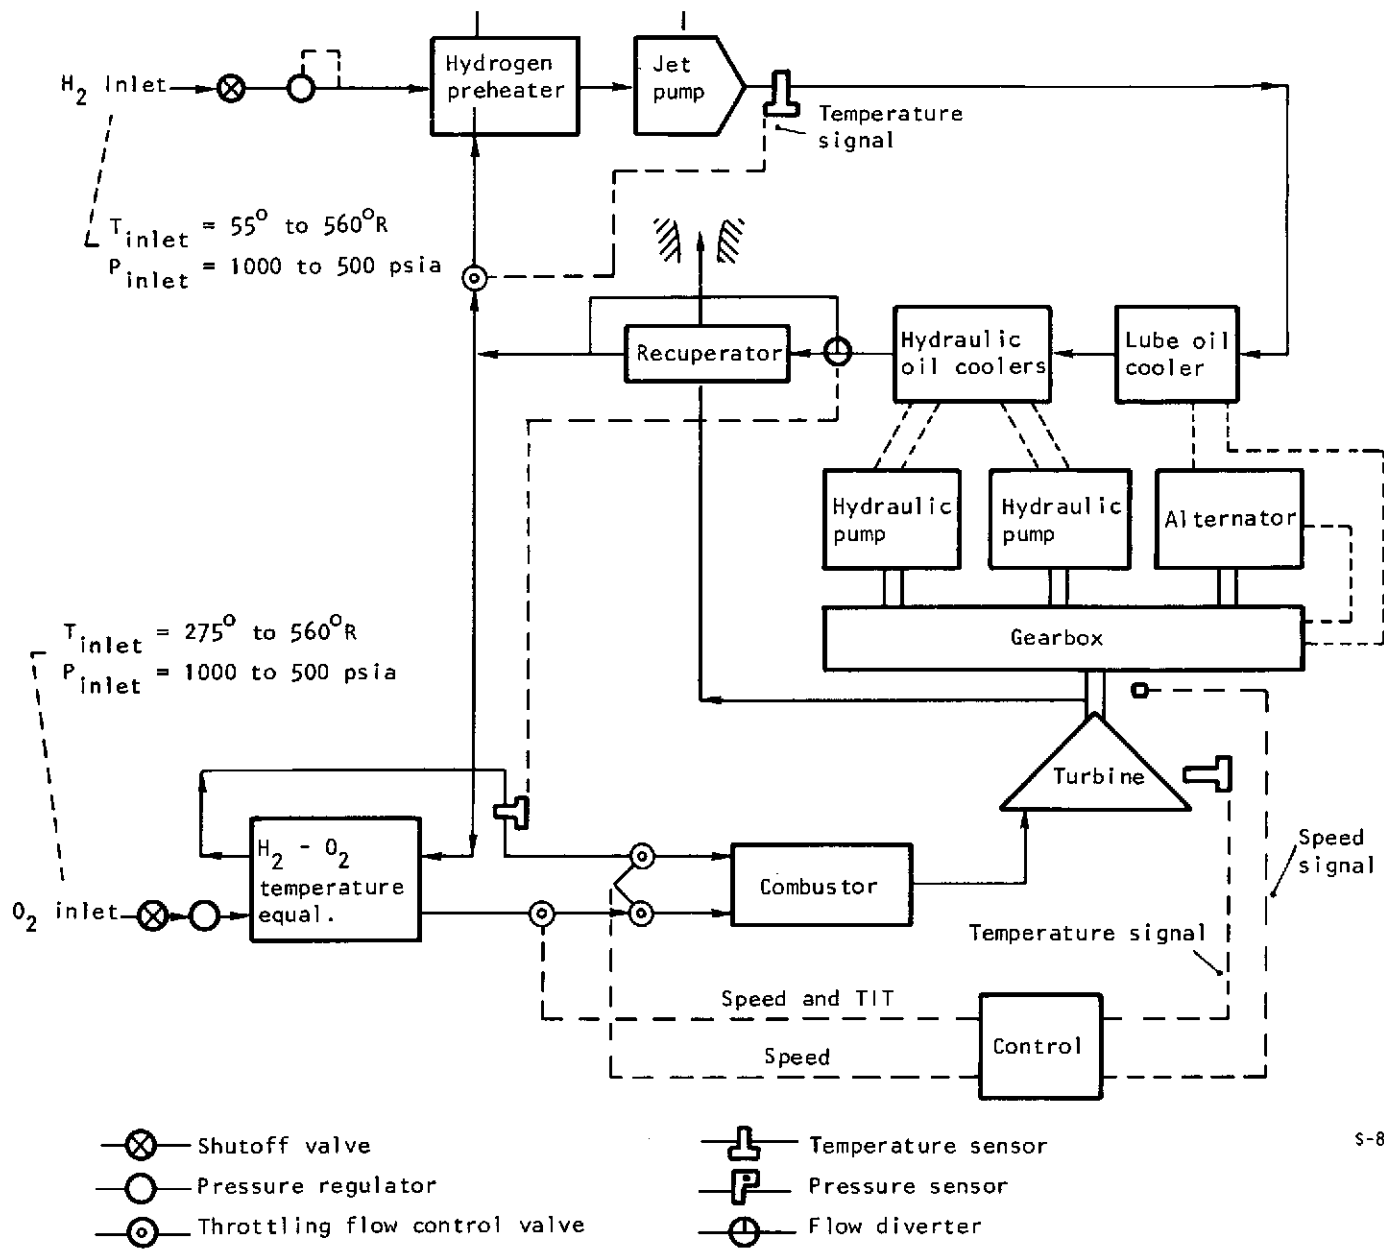 H2 Inlet
Hydrogen
preheater
Jet
pump
Temperature
signal
Tinlet = 55° to 560°R
Pinlet = 1000 to 500 psia
Recuperator
Hydraulic
oil coolers
Lube oil
cooler
Hydraulic
pump
Hydraulic
pump
Alternator
Gearbox
Tinlet = 275° to 560°R
Pinlet = 1000 to 500 psia
Turbine
Speed
signal
H2 - O2
temperature
equal.
O2 inlet
Combustor
Temperature signal
Speed and TIT
Speed
Control
Shutoff valve
Pressure regulator
Throttling flow control valve
Temperature sensor
Pressure sensor
Flow diverter
S-8